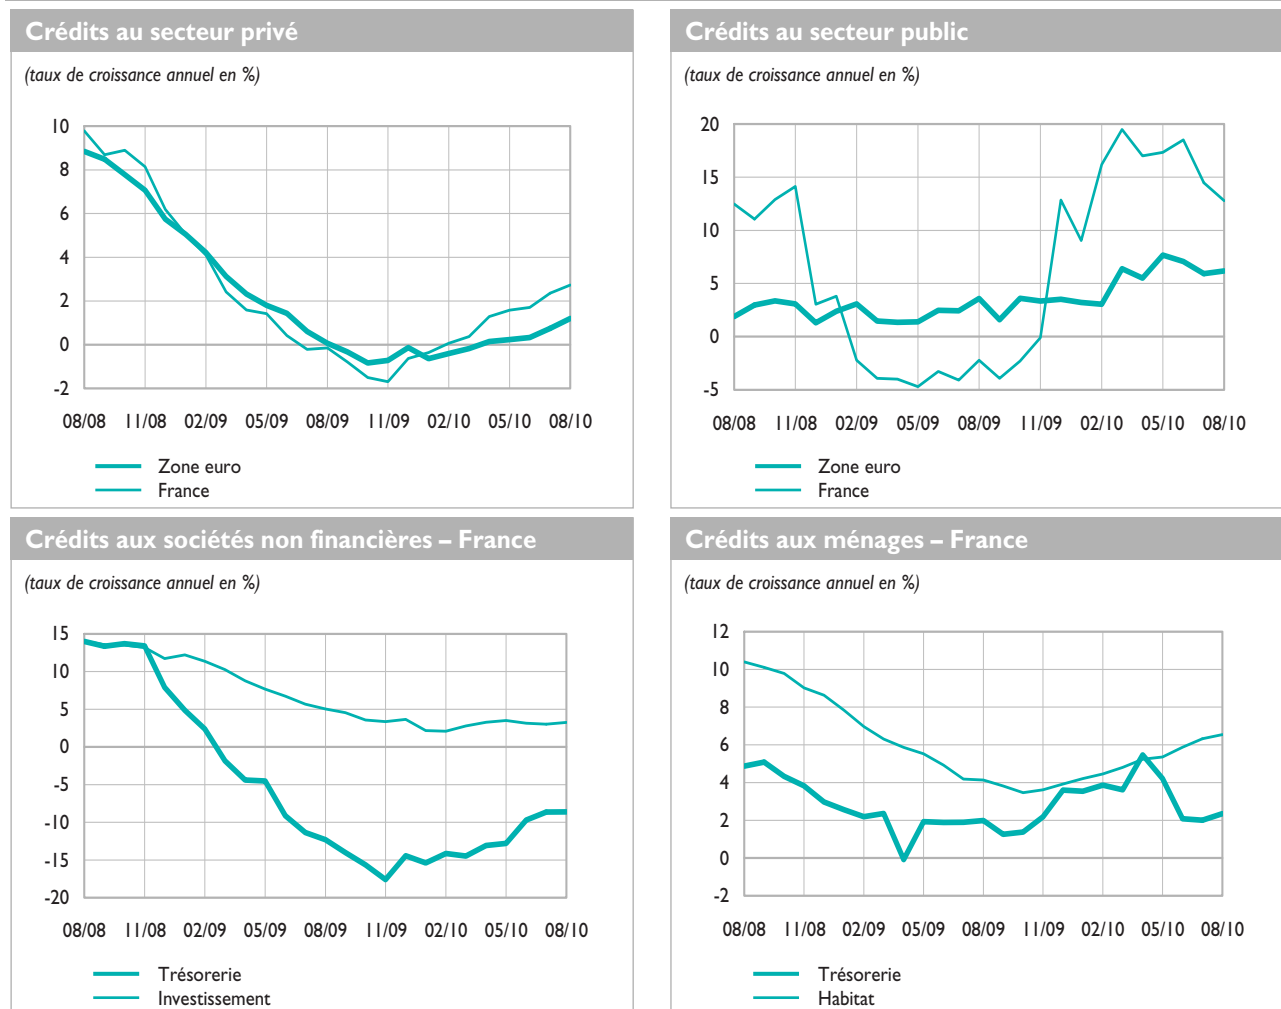 Crédits au secteur privé
(taux de croissance annuel en %)
10
8
6
4
2
0
-2
08/08 11/08 02/09 05/09 08/09 11/09 02/10 05/10 08/10
Zone euro
France
Crédits au secteur public
(taux de croissance annuel en %)
20
15
10
5
0
-5
08/08 11/08 02/09 05/09 08/09 11/09 02/10 05/10 08/10
Zone euro
France
Crédits aux sociétés non financières – France
(taux de croissance annuel en %)
15
10
5
0
-5
-10
-15
-20
08/08 11/08 02/09 05/09 08/09 11/09 02/10 05/10 08/10
Trésorerie
Investissement
Crédits aux ménages – France
(taux de croissance annuel en %)
12
10
8
6
4
2
0
-2
08/08 11/08 02/09 05/09 08/09 11/09 02/10 05/10 08/10
Trésorerie
Habitat